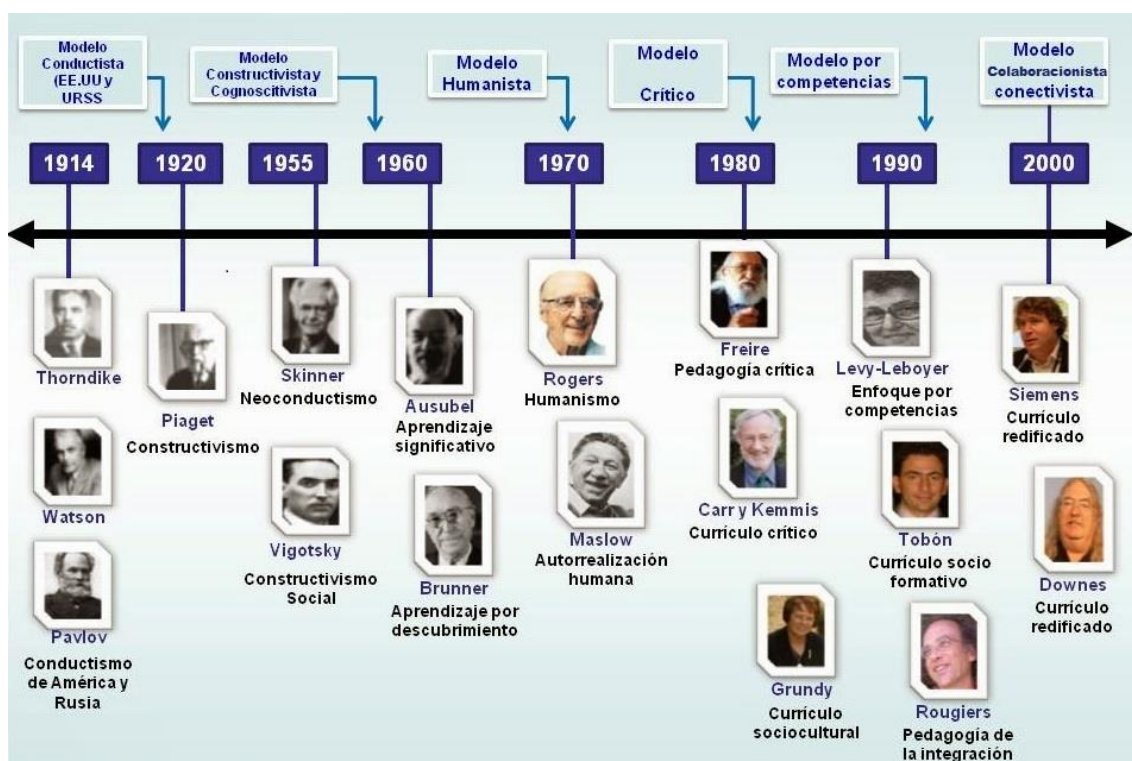 Modelo
Conductista
(EE.UU y
URSS
Modelo
Constructivista y
Cognoscitivista
Modelo
Humanista
Modelo
Crítico
Modelo por
competencias
Modelo
Colaboracionista
conectivista
1914
1920
1955
1960
1970
1980
1990
2000
Thorndike
Watson
Pavlov
Conductismo
de América y
Rusia
Piaget
Constructivismo
Skinner
Neoconductismo
Vigotsky
Constructivismo
Social
Ausubel
Aprendizaje
significativo
Brunner
Aprendizaje por
descubrimiento
Rogers
Humanismo
Maslow
Autorrealización
humana
Freire
Pedagogía crítica
Carr y Kemmis
Currículo crítico
Grundy
Currículo
sociocultural
Levy-Leboyer
Enfoque por
competencias
Tobón
Currículo socio
formativo
Rougiers
Pedagogía de
la integración
Siemens
Currículo
redificado
Downes
Currículo
redificado